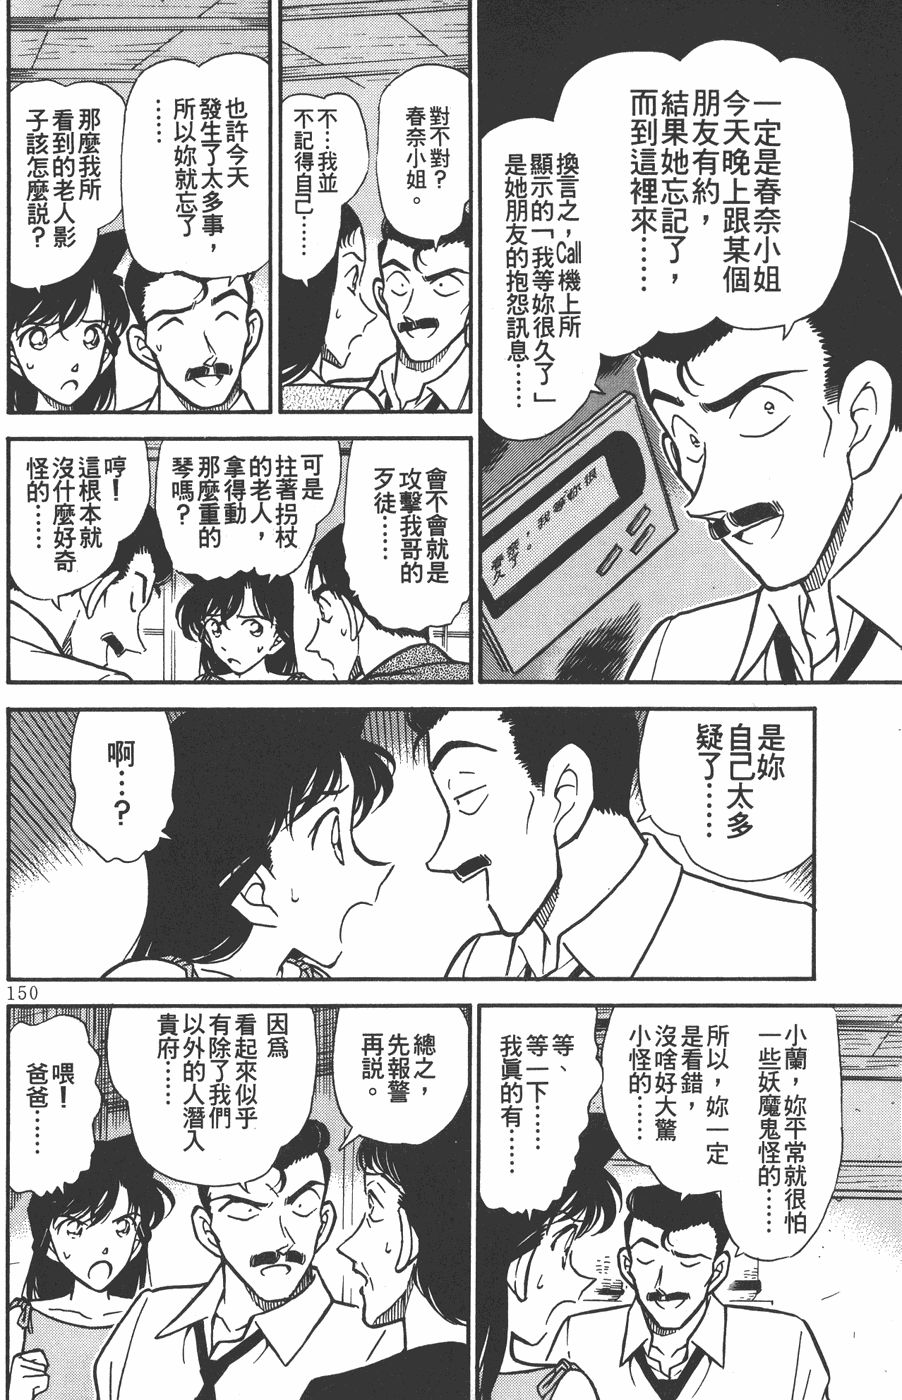 一定是春奈小姐
今天晚上跟某個
朋友有約，
結果她忘記了，
而到這裡來……
換言之，Call機上所
顯示的「我等妳很久了」
是她朋友的抱怨訊息……
我等妳很
久了。
對不對？
春奈小姐。
不…我並
不記得自己……
也許今天
發生了太多事，
所以妳就忘了
……
那麼我所
看到的老人影
子該怎麼說？
會不會就是
攻擊我哥的
歹徒……
可是
拄著拐杖
的老人，
拿得動
那麼重的
琴嗎？
哼！
這根本就
沒什麼好奇
怪的……
是妳
自己太多
疑了……
啊…？
150
小蘭，妳平常就很怕
一些妖魔鬼怪的……
所以，妳一定
是看錯，
沒啥好大驚
小怪的……
等、
等一下……
我真的有…
總之，
先報警
再說。
因為
看起來似乎
有除了我們
以外的人潛入
貴府…
喂！
爸爸……